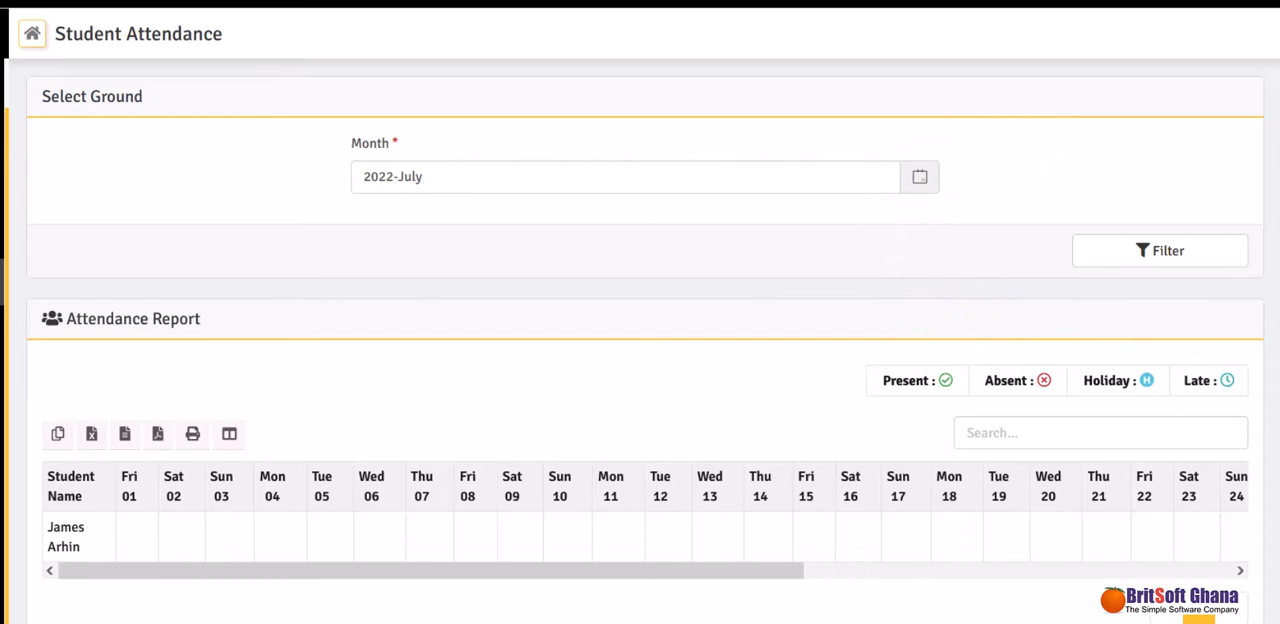 Student Attendance
Select Ground
Month *
2022-July
Filter
Attendance Report
Present : Absent : Holiday : H Late :
Search...
Student Name Fri 01 Sat 02 Sun 03 Mon 04 Tue 05 Wed 06 Thu 07 Fri 08 Sat 09 Sun 10 Mon 11 Tue 12 Wed 13 Thu 14 Fri 15 Sat 16 Sun 17 Mon 18 Tue 19 Wed 20 Thu 21 Fri 22 Sat 23 Sun 24
James
Arhin
BritSoft Ghana
The Simple Software Company